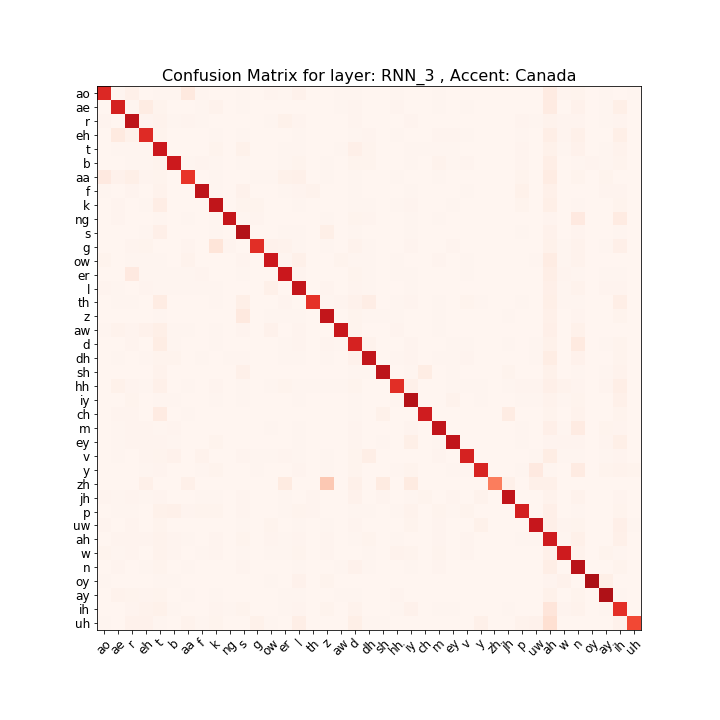 Confusion Matrix for layer: RNN_3 , Accent: Canada
ao
ae
r
eh
t
b
aa
f
k
ng
s
g
ow
er
l
th
z
aw
d
dh
sh
hh
iy
ch
m
ey
v
y
zh
jh
p
uw
ah
w
n
oy
ay
ih
uh
ao ae r eh t b aa f k ng s g ow er l th z aw d dh sh hh iy ch m ey v y zh jh p uw ah w n oy ay ih uh